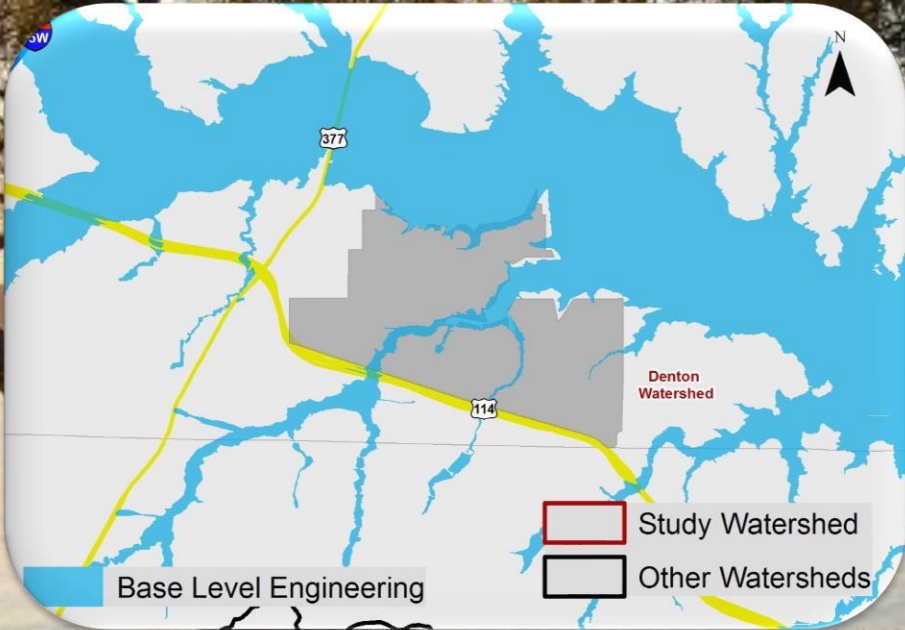 N
377
Denton
Watershed
114
Study Watershed
Other Watersheds
Base Level Engineering